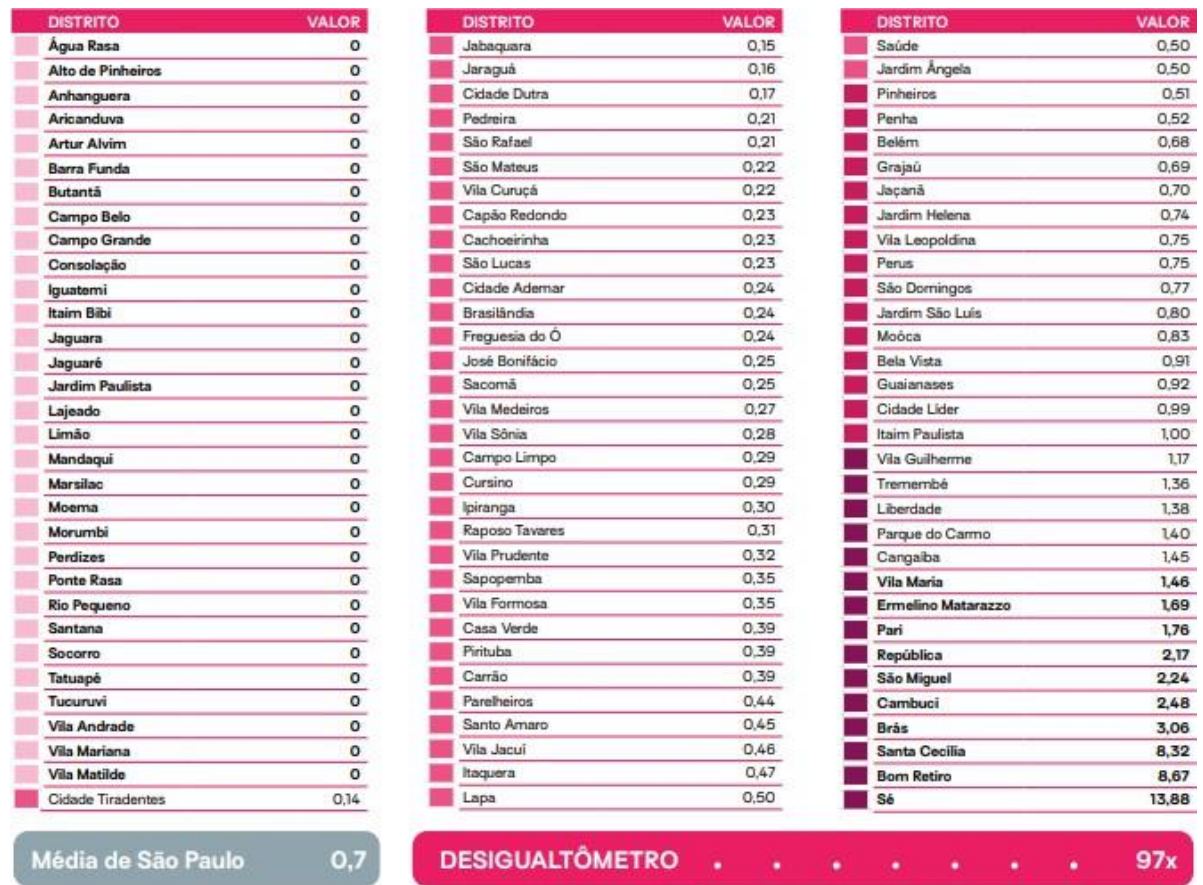 DISTRITO VALOR
Água Rasa 0
Alto de Pinheiros 0
Anhanguera 0
Aricanduva 0
Artur Alvim 0
Barra Funda 0
Butantã 0
Campo Belo 0
Campo Grande 0
Consolação 0
Iguatemi 0
Itaim Bibi 0
Jaguara 0
Jaguaré 0
Jardim Paulista 0
Lajeado 0
Limão 0
Mandaqui 0
Marsilac 0
Moema 0
Morumbi 0
Perdizes 0
Ponte Rasa 0
Rio Pequeno 0
Santana 0
Socorro 0
Tatuapé 0
Tucuruvi 0
Vila Andrade 0
Vila Mariana 0
Vila Matilde 0
Cidade Tiradentes 0,14
DISTRITO VALOR
Jabaquara 0,15
Jaraguá 0,16
Cidade Dutra 0,17
Pedreira 0,21
São Rafael 0,21
São Mateus 0,22
Vila Curuçá 0,22
Capão Redondo 0,23
Cachoeirinha 0,23
São Lucas 0,23
Cidade Ademar 0,24
Brasilândia 0,24
Freguesia do Ó 0,24
José Bonifácio 0,25
Sacomã 0,25
Vila Medeiros 0,27
Vila Sônia 0,28
Campo Limpo 0,29
Cursino 0,29
Ipiranga 0,30
Raposo Tavares 0,31
Vila Prudente 0,32
Sapopemba 0,35
Vila Formosa 0,35
Casa Verde 0,39
Pirituba 0,39
Carrão 0,39
Parelheiros 0,44
Santo Amaro 0,45
Vila Jacuí 0,46
Itaquera 0,47
Lapa 0,50
DISTRITO VALOR
Saúde 0,50
Jardim Ângela 0,50
Pinheiros 0,51
Penha 0,52
Belém 0,68
Grajaú 0,69
Jaçanã 0,70
Jardim Helena 0,74
Vila Leopoldina 0,75
Perus 0,75
São Domingos 0,77
Jardim São Luís 0,80
Moóca 0,83
Bela Vista 0,91
Guaianases 0,92
Cidade Líder 0,99
Itaim Paulista 1,00
Vila Guilherme 1,17
Tremembé 1,36
Liberdade 1,38
Parque do Carmo 1,40
Cangaíba 1,45
Vila Maria 1,46
Ermelino Matarazzo 1,69
Pari 1,76
República 2,17
São Miguel 2,24
Cambuci 2,48
Brás 3,06
Santa Cecília 8,32
Bom Retiro 8,67
Sé 13,88
Média de São Paulo 0,7
DESIGUALTÔMETRO . . . . . . . 97x